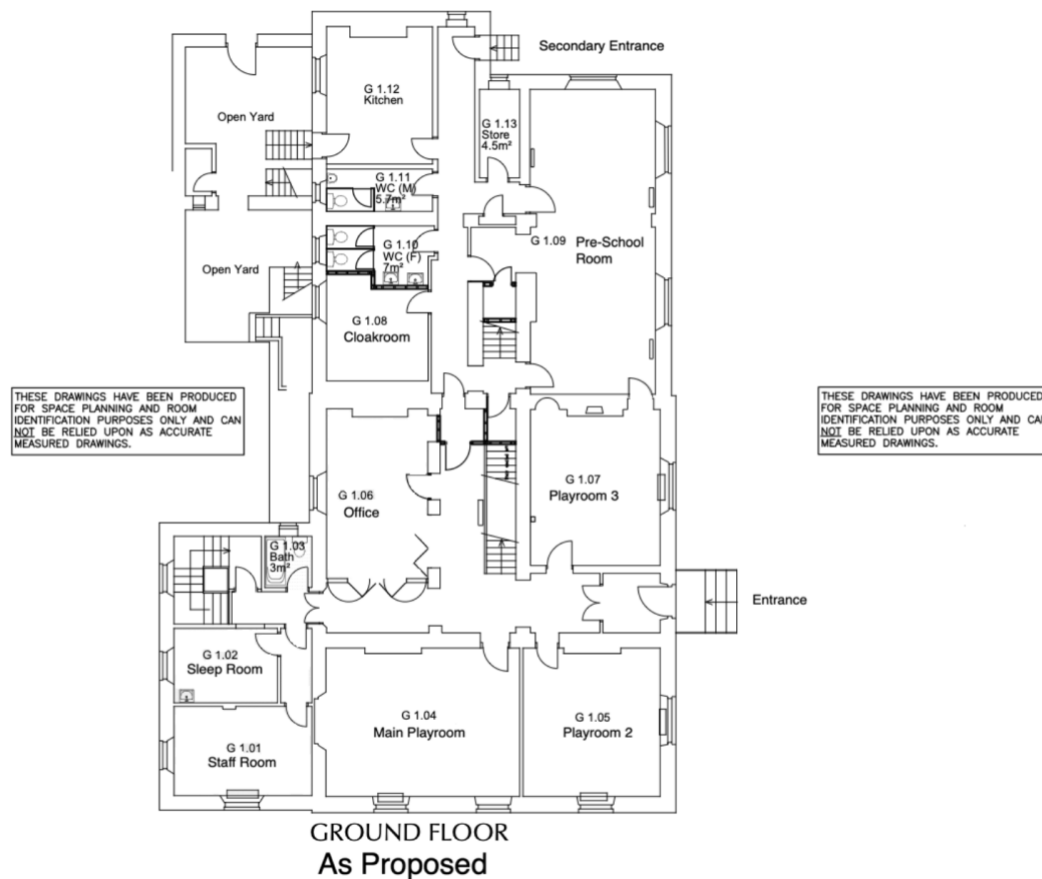 Secondary Entrance
G 1.12
Kitchen
Open Yard
G 1.13
Store
4.5m²
G 1.11
WC (M)
5.7m²
G 1.10
WC (F)
7m²
G 1.09
Pre-School
Room
Open Yard
G 1.08
Cloakroom
THESE DRAWINGS HAVE BEEN PRODUCED
FOR SPACE PLANNING AND ROOM
IDENTIFICATION PURPOSES ONLY AND CAN
NOT BE RELIED UPON AS ACCURATE
MEASURED DRAWINGS.
THESE DRAWINGS HAVE BEEN PRODUCED
FOR SPACE PLANNING AND ROOM
IDENTIFICATION PURPOSES ONLY AND CAN
NOT BE RELIED UPON AS ACCURATE
MEASURED DRAWINGS.
G 1.06
Office
G 1.07
Playroom 3
G 1.03
Bath
3m²
Entrance
G 1.02
Sleep Room
G 1.04
Main Playroom
G 1.05
Playroom 2
G 1.01
Staff Room
GROUND FLOOR
As Proposed